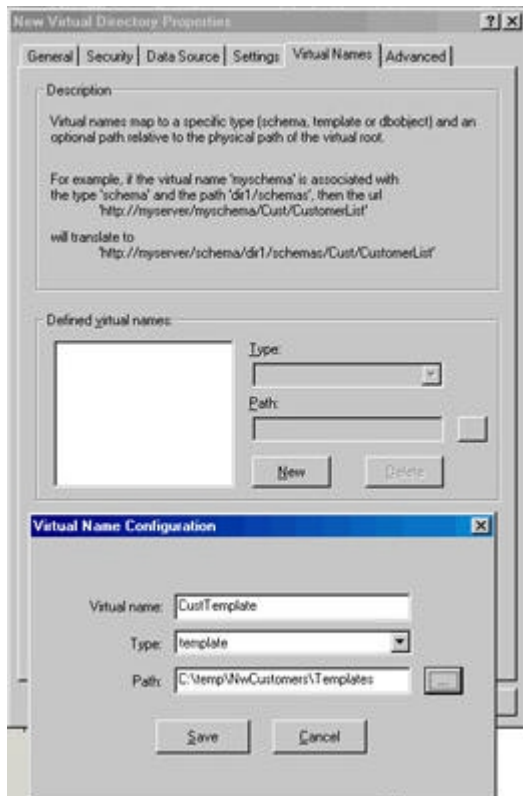 New Virtual Directory Properties
General Security Data Source Settings Virtual Names Advanced
Description
Virtual names map to a specific type (schema, template or dbobject) and an
optional path relative to the physical path of the virtual root.
For example, if the virtual name 'myschema' is associated with
the type 'schema' and the path 'dir1/schemas', then the url
'http://myserver/myschema/Cust/CustomerList'
will translate to
'http://myserver/schema/dir1/schemas/Cust/CustomerList'
Defined virtual names:
Type:
Path:
New Delete
Virtual Name Configuration
Virtual name: CustTemplate
Type: template
Path: C:\temp\NwCustomers\Templates ...
Save Cancel